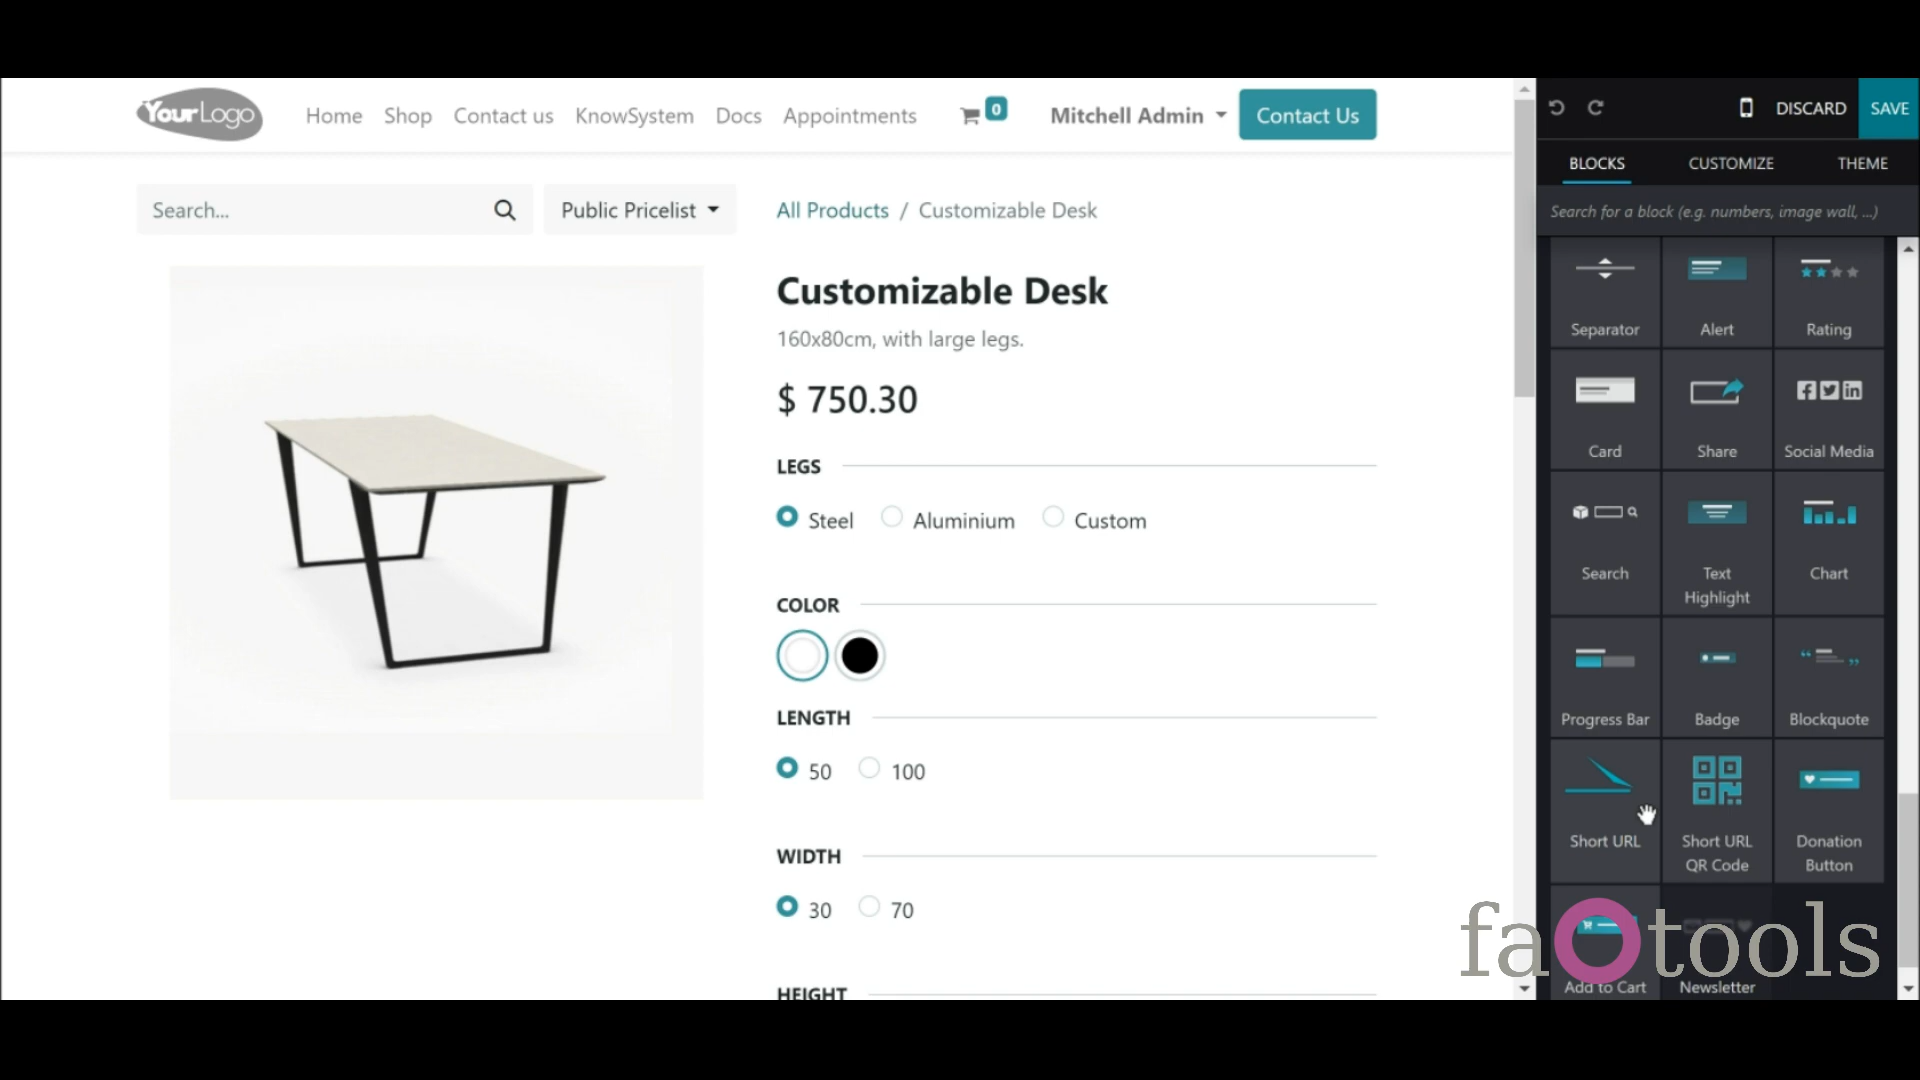 YourLogo
Home Shop Contact us KnowSystem Docs Appointments 0 Mitchell Admin Contact Us
DISCARD SAVE
BLOCKS CUSTOMIZE THEME
Search for a block (e.g. numbers, image wall, ...)
Search... Public Pricelist All Products / Customizable Desk
Customizable Desk
160x80cm, with large legs.
$ 750.30
LEGS
Steel Aluminium Custom
COLOR
LENGTH
50 100
WIDTH
30 70
HEIGHT
Separator Alert Rating
Card Share Social Media
Search Text Highlight Chart
Progress Bar Badge Blockquote
Short URL Short URL QR Code Donation Button
Add to Cart Newsletter
faOtools